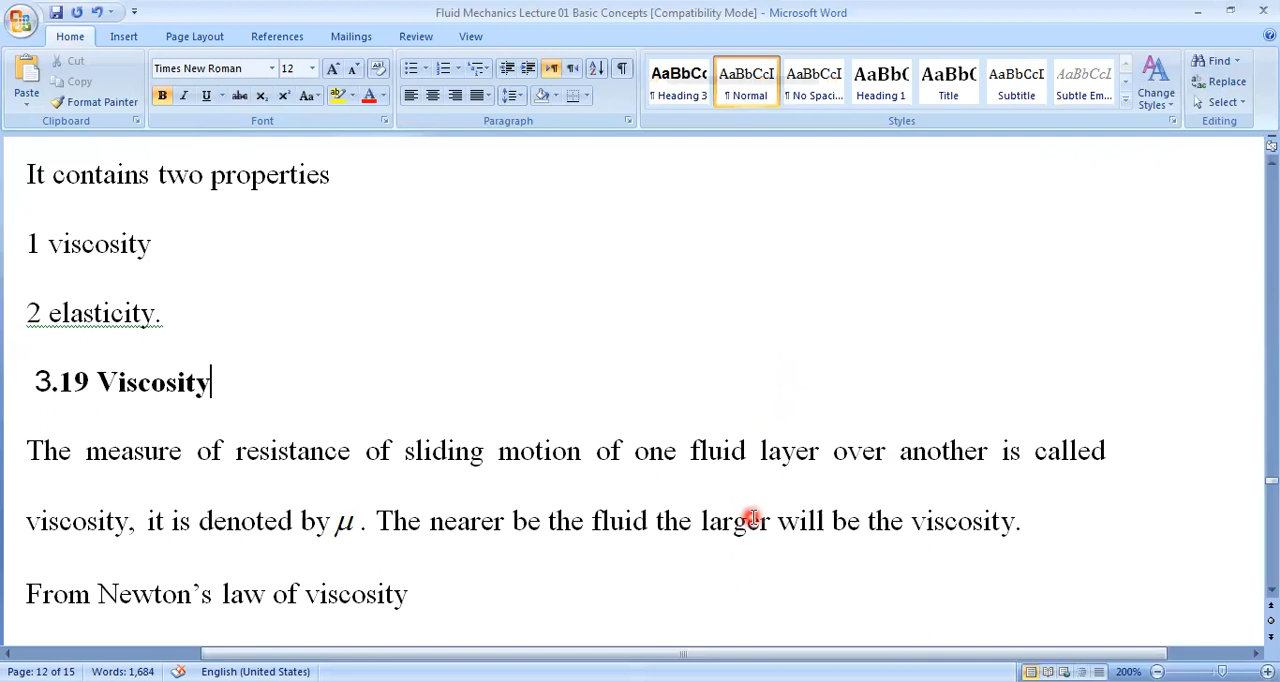 Fluid Mechanics Lecture 01 Basic Concepts [Compatibility Mode] - Microsoft Word
Home Insert Page Layout References Mailings Review View
Paste
Cut
Copy
Format Painter
Clipboard
Times New Roman 12
B I U abc x₂ x² Aa
Font
Paragraph
AaBbCc AaBbCcI AaBbCcI AaBbC AaBbC AaBbCcI AaBbCcI
¶ Heading 3 ¶ Normal ¶ No Spaci... Heading 1 Title Subtitle Subtle Em...
Change Styles
Styles
Find
Replace
Select
Editing
It contains two properties
1 viscosity
2 elasticity.
3.19 Viscosity
The measure of resistance of sliding motion of one fluid layer over another is called
viscosity, it is denoted by μ . The nearer be the fluid the larger will be the viscosity.
From Newton’s law of viscosity
Page: 12 of 15 Words: 1,684 English (United States) 200%